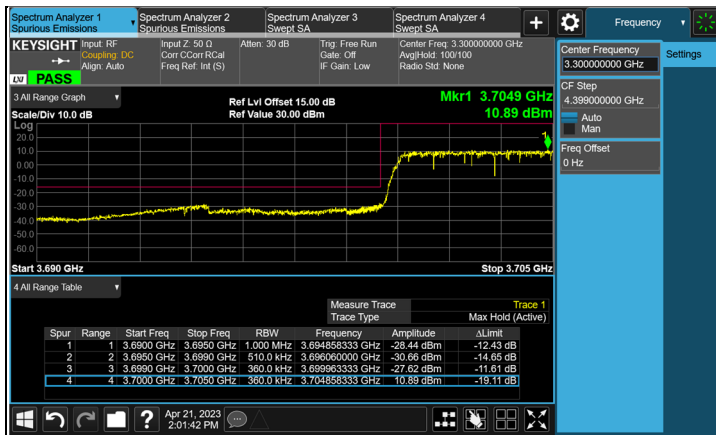 Spectrum Analyzer 1
Spurious Emissions
Spectrum Analyzer 2
Spurious Emissions
Spectrum Analyzer 3
Swept SA
Spectrum Analyzer 4
Swept SA
Frequency
KEYSIGHT
Input: RF
Coupling: DC
Align: Auto
Input Z: 50 Ω
Corr CCorr RCal
Freq Ref: Int (S)
Atten: 30 dB
Trig: Free Run
Gate: Off
IF Gain: Low
Center Freq: 3.300000000 GHz
Avg|Hold: 100/100
Radio Std: None
LXI
PASS
Center Frequency
3.300000000 GHz
Settings
CF Step
4.399000000 GHz
Auto
Man
Freq Offset
0 Hz
3 All Range Graph
Scale/Div 10.0 dB
Ref Lvl Offset 15.00 dB
Ref Value 30.00 dBm
Mkr1 3.7049 GHz
10.89 dBm
Log
20.0
10.0
0.00
-10.0
-20.0
-30.0
-40.0
-50.0
-60.0
1
Start 3.690 GHz
Stop 3.705 GHz
4 All Range Table
Measure Trace Trace 1
Trace Type Max Hold (Active)
Spur Range Start Freq Stop Freq RBW Frequency Amplitude ΔLimit
1 1 3.6900 GHz 3.6950 GHz 1.000 MHz 3.694858333 GHz -28.44 dBm -12.43 dB
2 2 3.6950 GHz 3.6990 GHz 510.0 kHz 3.696060000 GHz -30.66 dBm -14.65 dB
3 3 3.6990 GHz 3.7000 GHz 360.0 kHz 3.699963333 GHz -27.62 dBm -11.61 dB
4 4 3.7000 GHz 3.7050 GHz 360.0 kHz 3.704858333 GHz 10.89 dBm -19.11 dB
Apr 21, 2023
2:01:42 PM